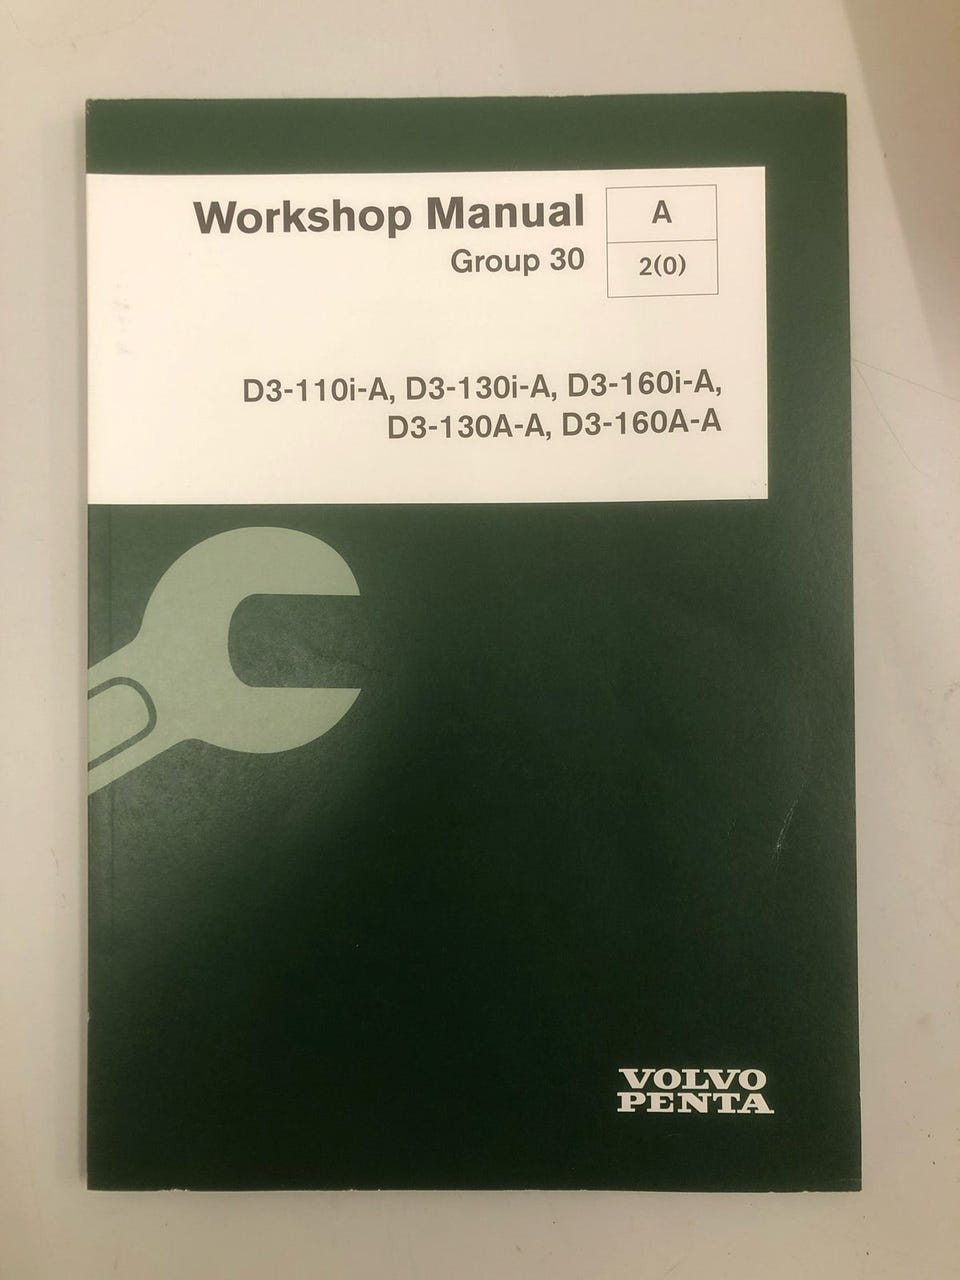 Workshop Manual
Group 30
A
2(0)
D3-110i-A, D3-130i-A, D3-160i-A,
D3-130A-A, D3-160A-A
VOLVO
PENTA